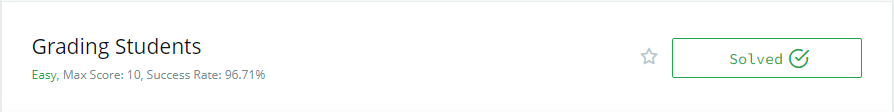 Grading Students
Solved
Easy, Max Score: 10, Success Rate: 96.71%